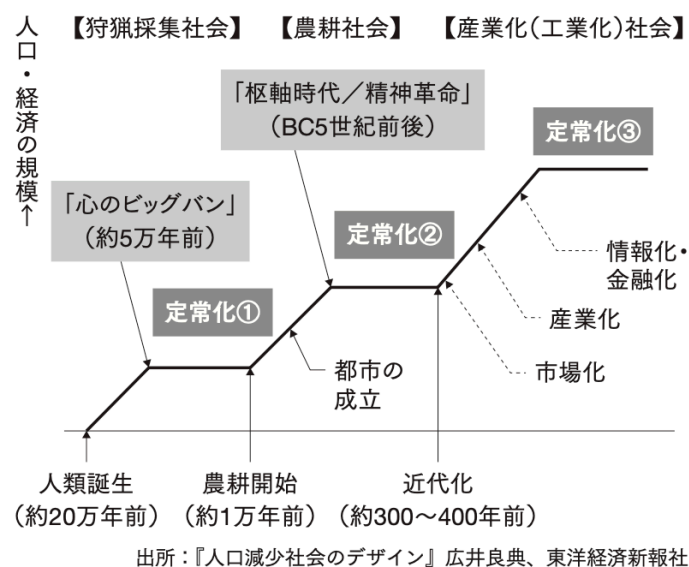 人口・経済の規模↑
【狩猟採集社会】 【農耕社会】 【産業化(工業化)社会】
「枢軸時代／精神革命」
(BC5世紀前後)
定常化③
「心のビッグバン」
(約5万年前)
定常化②
情報化・
金融化
定常化①
産業化
都市の
成立
市場化
人類誕生
(約20万年前)
農耕開始
(約1万年前)
近代化
(約300〜400年前)
出所：『人口減少社会のデザイン』広井良典、東洋経済新報社